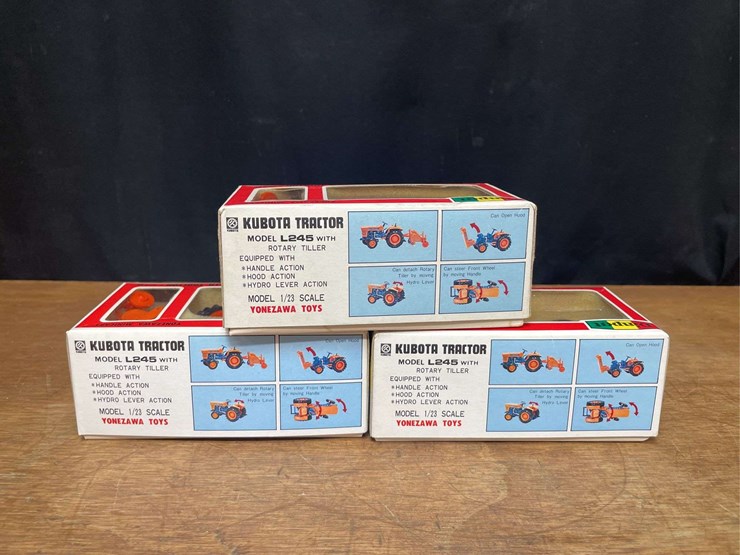 KUBOTA TRACTOR
MODEL L245 WITH
ROTARY TILLER
EQUIPPED WITH
*HANDLE ACTION
*HOOD ACTION
*HYDRO LEVER ACTION
MODEL 1/23 SCALE
YONEZAWA TOYS
Can Open Hood
Can detach Rotary
Tiller by moving
Hydro Lever
Can steer Front Wheel
by moving Handle
KUBOTA TRACTOR
MODEL L245 WITH
ROTARY TILLER
EQUIPPED WITH
*HANDLE ACTION
*HOOD ACTION
*HYDRO LEVER ACTION
MODEL 1/23 SCALE
YONEZAWA TOYS
Can detach Rotary
Tiller by moving
Hydro Lever
Can steer Front Wheel
by moving Handle
KUBOTA TRACTOR
MODEL L245 WITH
ROTARY TILLER
EQUIPPED WITH
*HANDLE ACTION
*HOOD ACTION
*HYDRO LEVER ACTION
MODEL 1/23 SCALE
YONEZAWA TOYS
Can Open Hood
Can detach Rotary
Tiller by moving
Hydro Lever
Can steer Front Wheel
by moving Handle